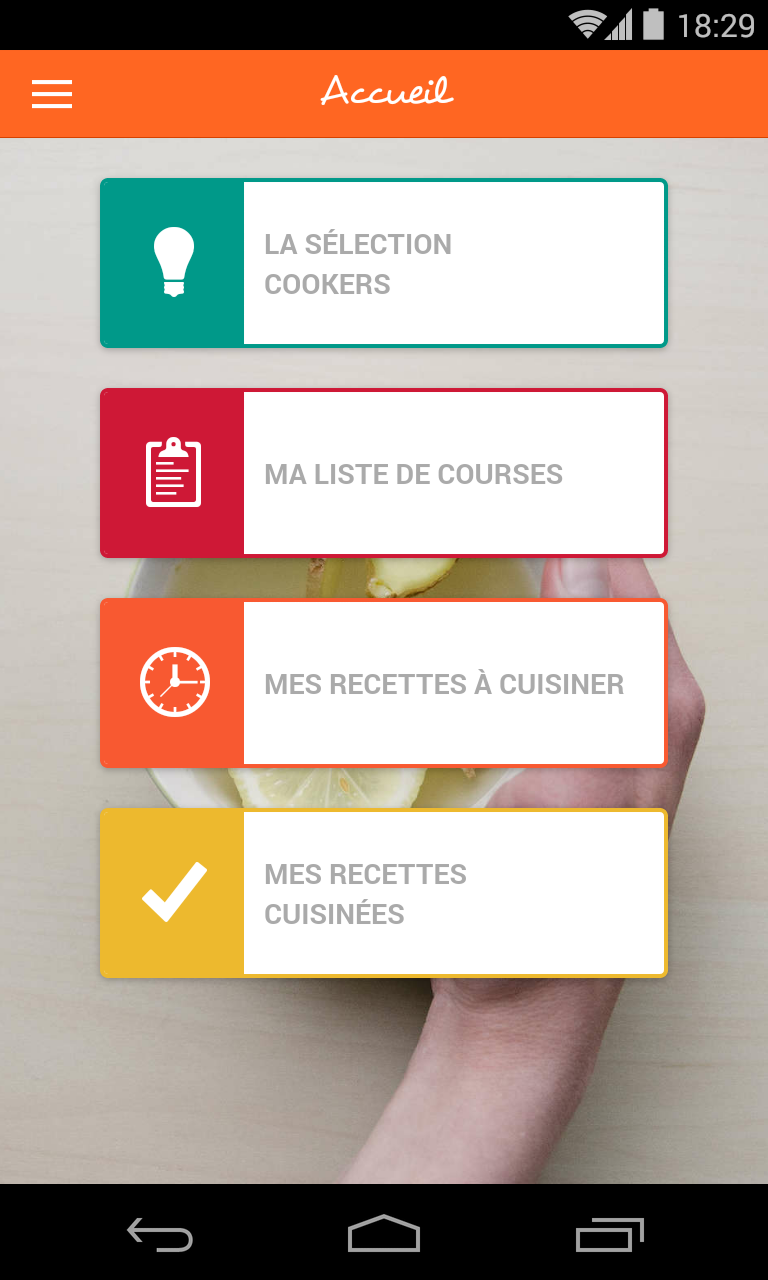 18:29
Accueil
LA SÉLECTION
COOKERS
MA LISTE DE COURSES
MES RECETTES À CUISINER
MES RECETTES
CUISINÉES